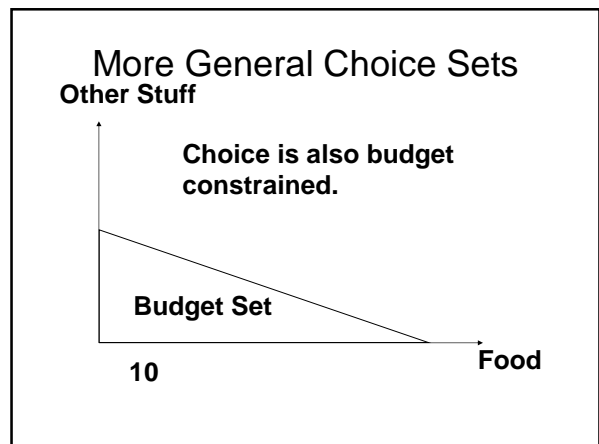 More General Choice Sets
Other Stuff
Choice is also budget
constrained.
Budget Set
Food
10